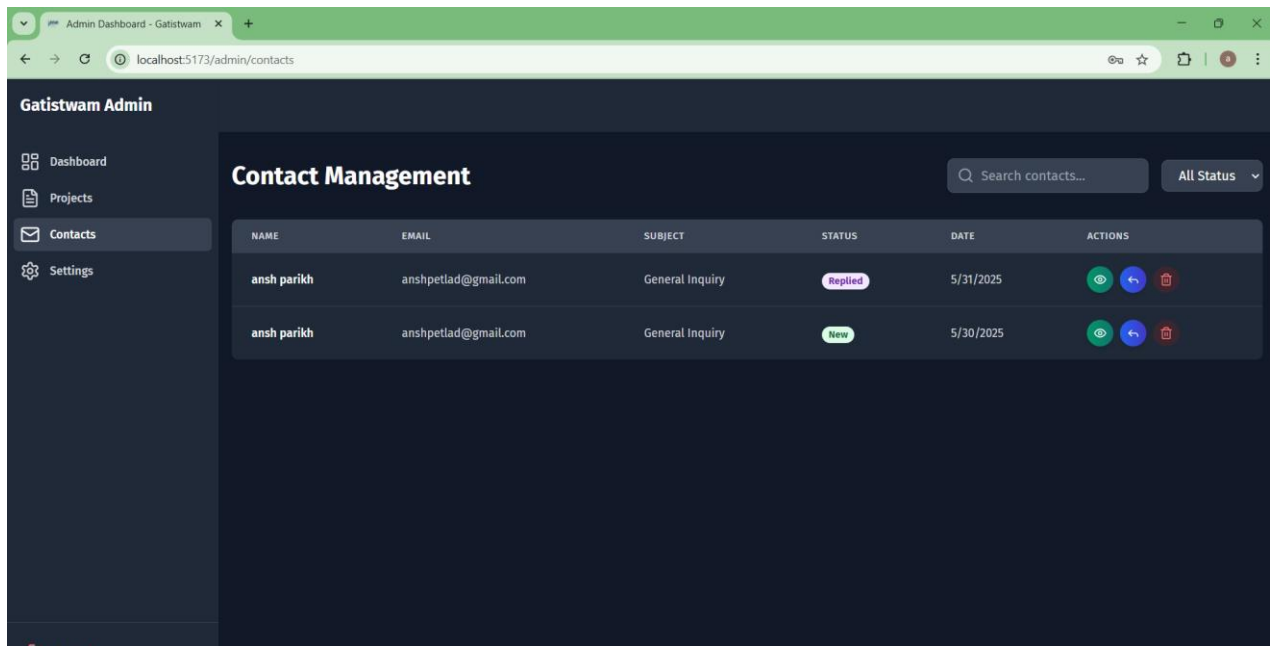 Admin Dashboard - Gatistwam
localhost:5173/admin/contacts
a
Gatistwam Admin
Dashboard
Projects
Contacts
Settings
Contact Management
Search contacts...
All Status
NAME EMAIL SUBJECT STATUS DATE ACTIONS
ansh parikh anshpetlad@gmail.com General Inquiry Replied 5/31/2025
ansh parikh anshpetlad@gmail.com General Inquiry New 5/30/2025